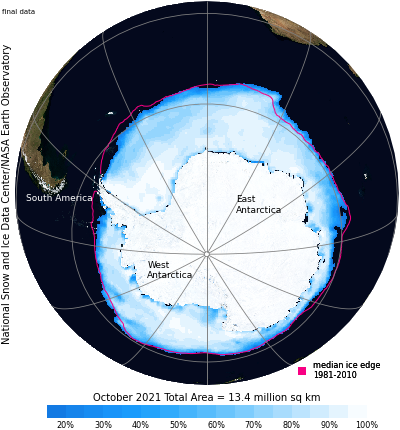 final data
National Snow and Ice Data Center/NASA Earth Observatory
South America
East
Antarctica
West
Antarctica
median ice edge
1981-2010
October 2021 Total Area = 13.4 million sq km
20% 30% 40% 50% 60% 70% 80% 90% 100%